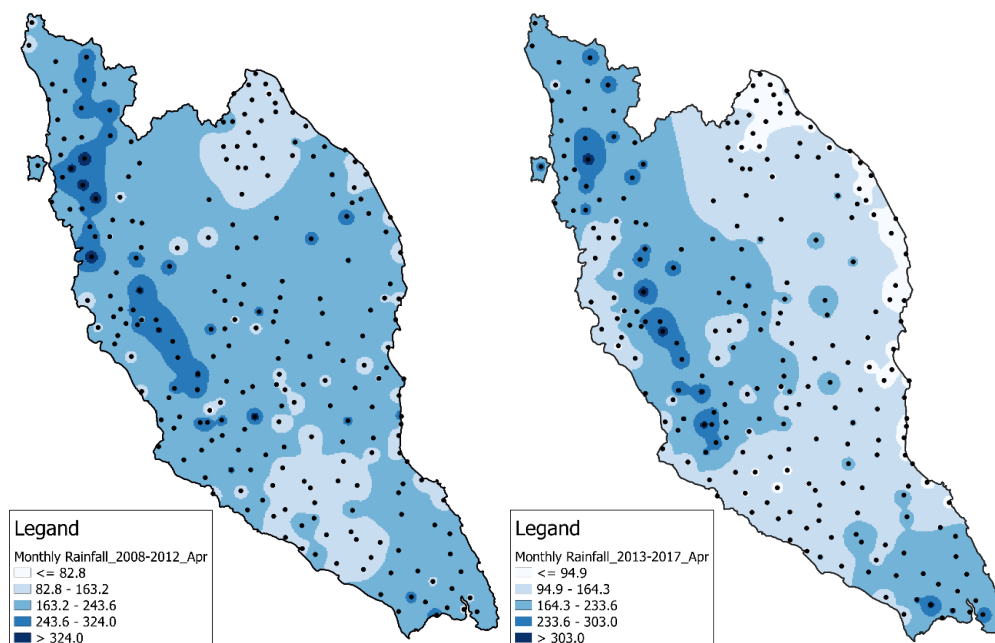 Legand
Monthly Rainfall_2008-2012_Apr
<= 82.8
82.8 - 163.2
163.2 - 243.6
243.6 - 324.0
> 324.0
Legand
Monthly Rainfall_2013-2017_Apr
<= 94.9
94.9 - 164.3
164.3 - 233.6
233.6 - 303.0
> 303.0